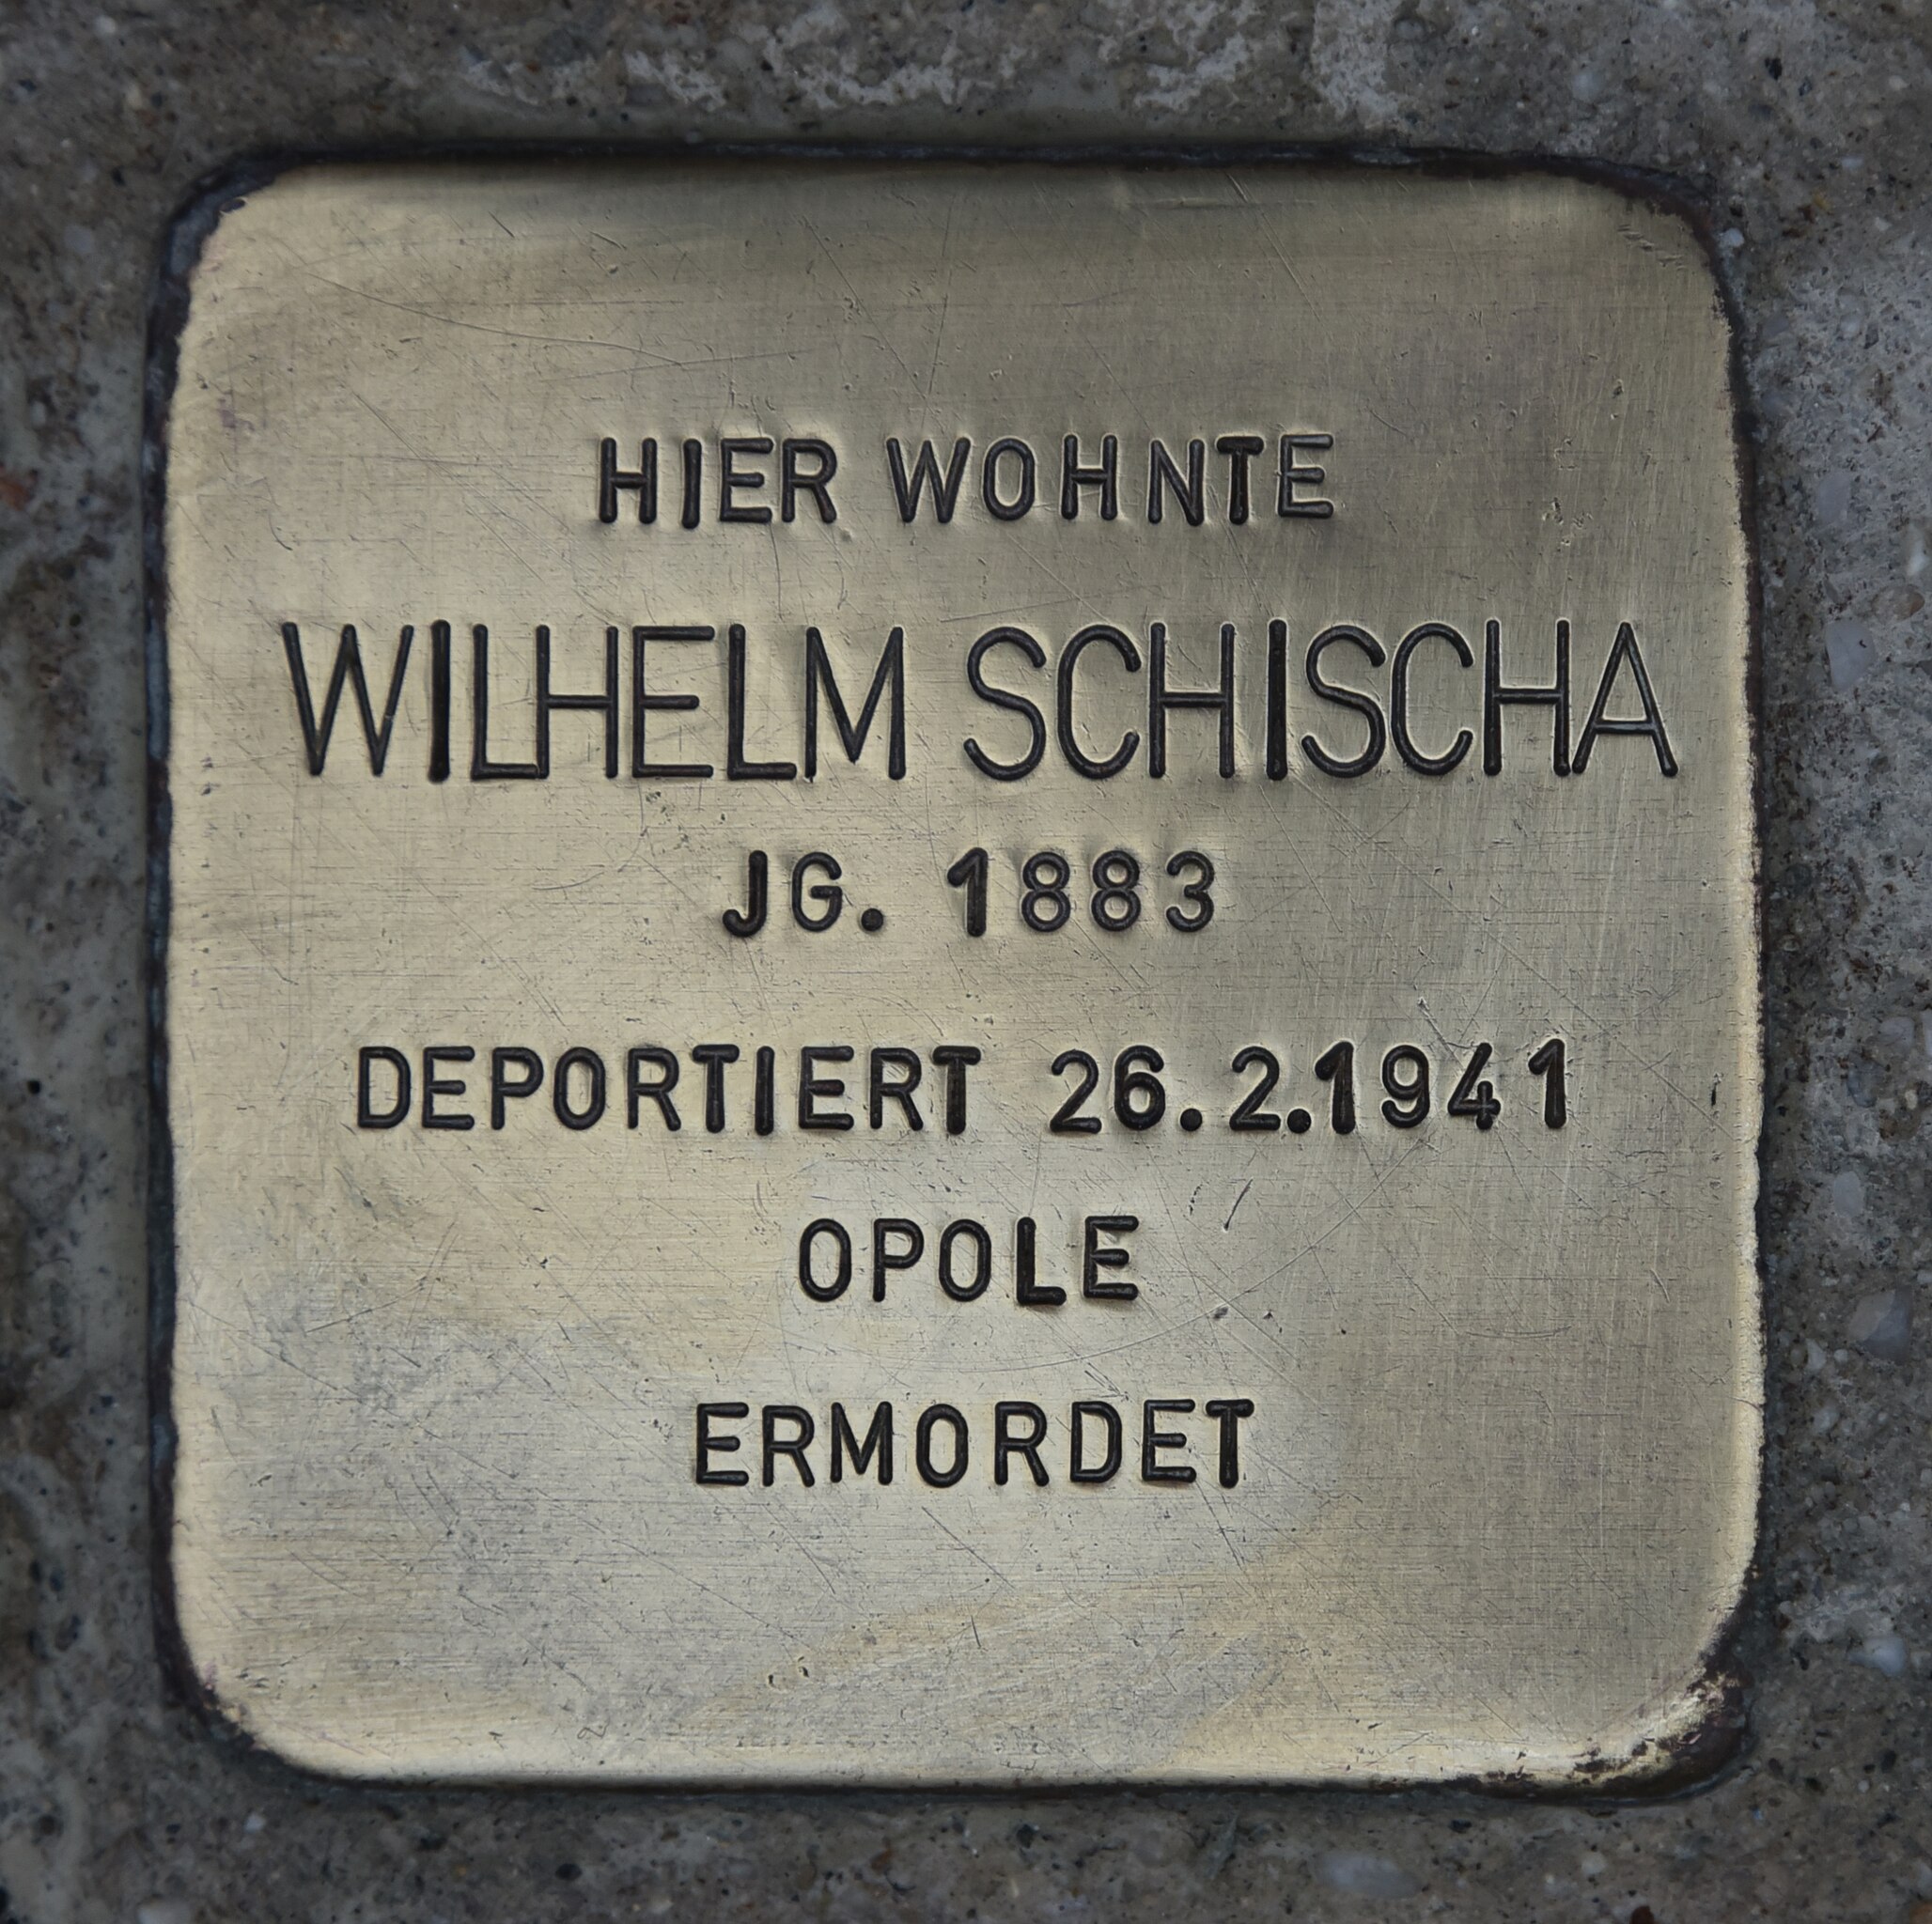 HIER WOHNTE
WILHELM SCHISCHA
JG. 1883
DEPORTIERT 26.2.1941
OPOLE
ERMORDET